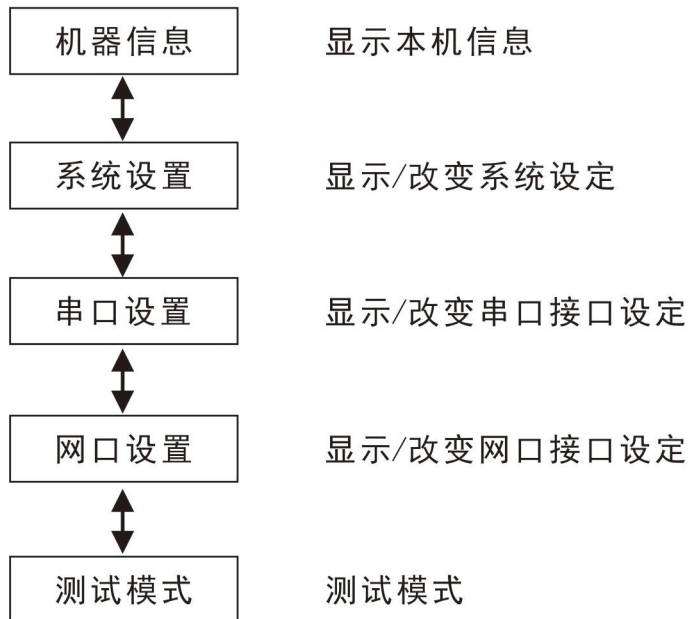 机器信息 显示本机信息
系统设置 显示/改变系统设定
串口设置 显示/改变串口接口设定
网口设置 显示/改变网口接口设定
测试模式 测试模式